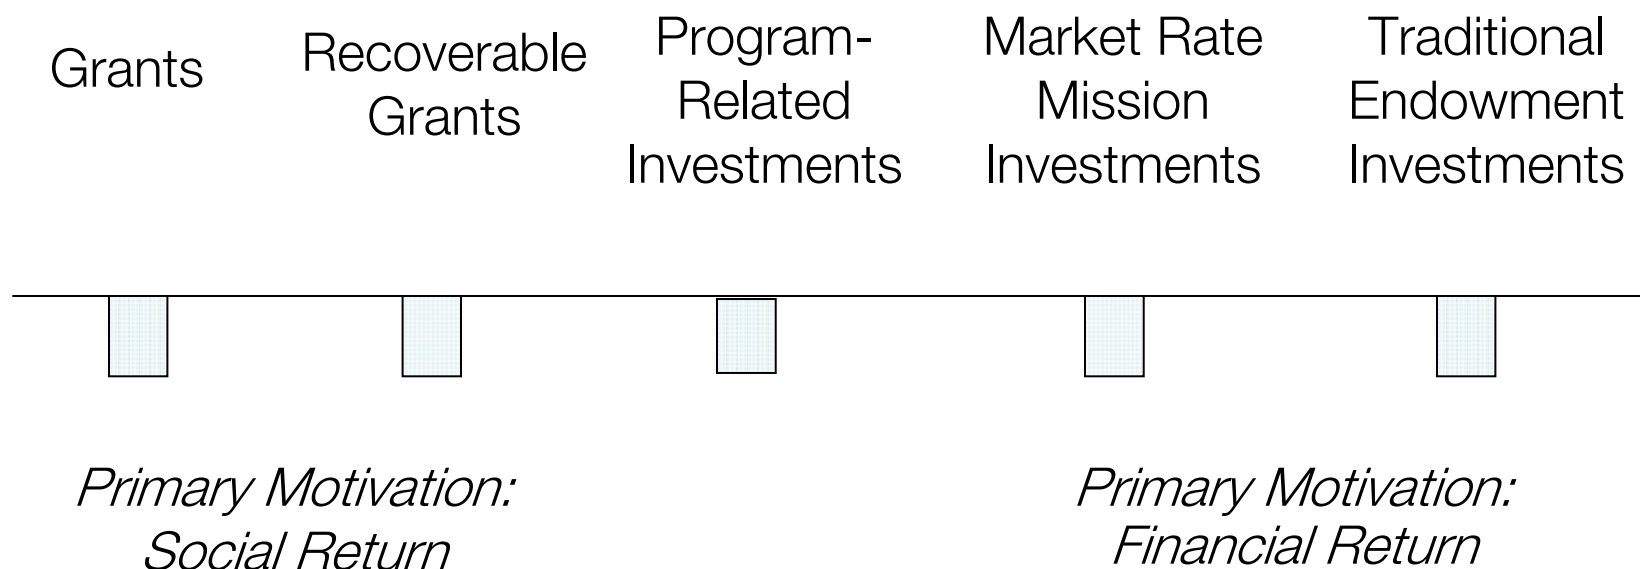 Grants
Recoverable
Grants
Program-
Related
Investments
Market Rate
Mission
Investments
Traditional
Endowment
Investments
Primary Motivation:
Social Return
Primary Motivation:
Financial Return